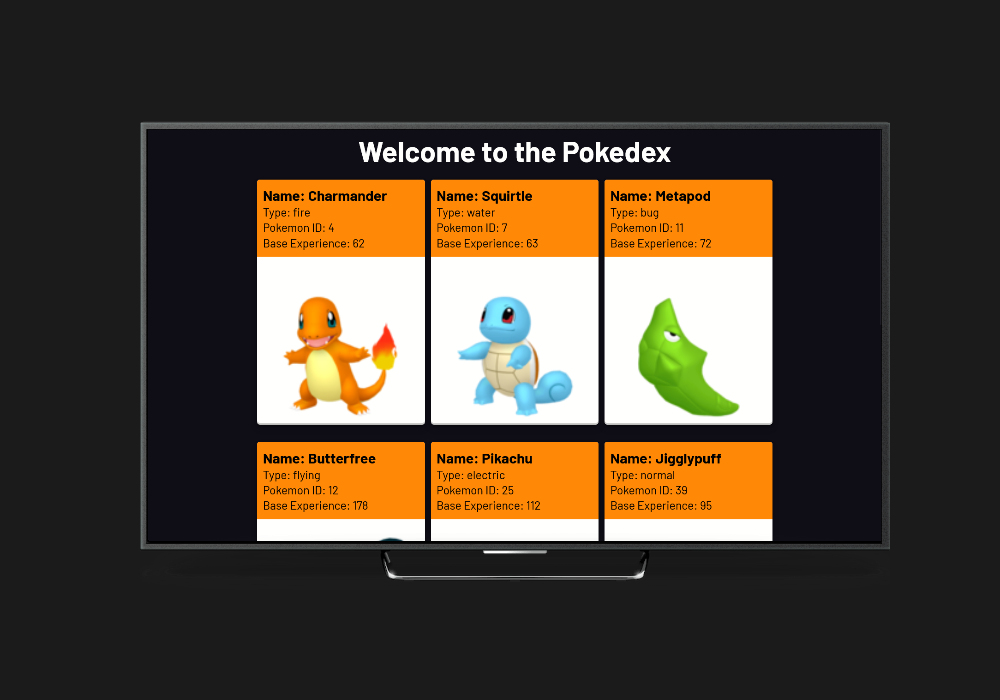 Welcome to the Pokedex
Name: Charmander
Type: fire
Pokemon ID: 4
Base Experience: 62
Name: Squirtle
Type: water
Pokemon ID: 7
Base Experience: 63
Name: Metapod
Type: bug
Pokemon ID: 11
Base Experience: 72
Name: Butterfree
Type: flying
Pokemon ID: 12
Base Experience: 178
Name: Pikachu
Type: electric
Pokemon ID: 25
Base Experience: 112
Name: Jigglypuff
Type: normal
Pokemon ID: 39
Base Experience: 95